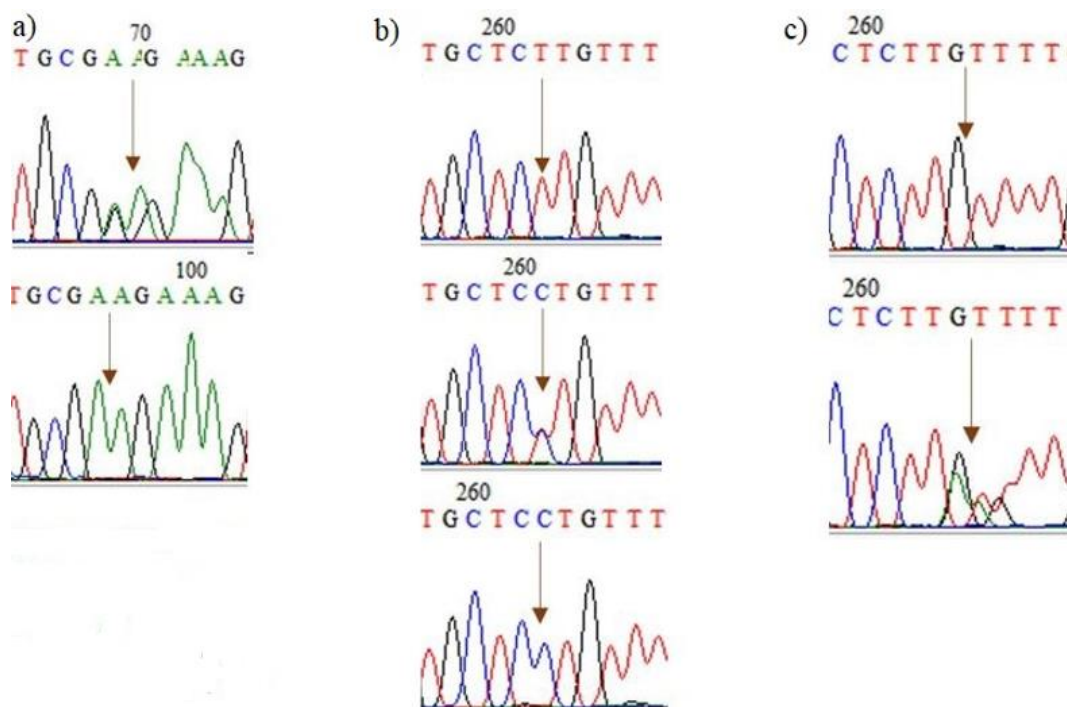 a)
70
T G C G A A G A A A G
100
T G C G A A G A A A G
b)
260
T G C T C T T G T T T
260
T G C T C C T G T T T
260
T G C T C C T G T T T
c)
260
C T C T T G T T T T
260
C T C T T G T T T T